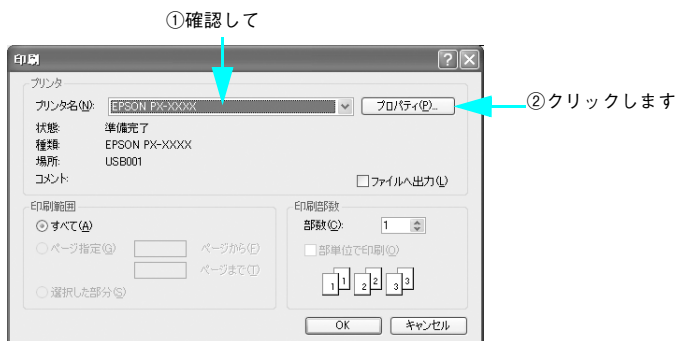 ①確認して
印刷
プリンタ
プリンタ名(N): EPSON PX-XXXX プロパティ(P)...
②クリックします
状態: 準備完了
種類: EPSON PX-XXXX
場所: USB001
コメント: ファイルへ出力(L)
印刷範囲
すべて(A)
ページ指定(G) ページから(F)
ページまで(T)
選択した部分(S)
印刷部数
部数(C): 1
部単位で印刷(O)
1 1 2 2 3 3
OK キャンセル